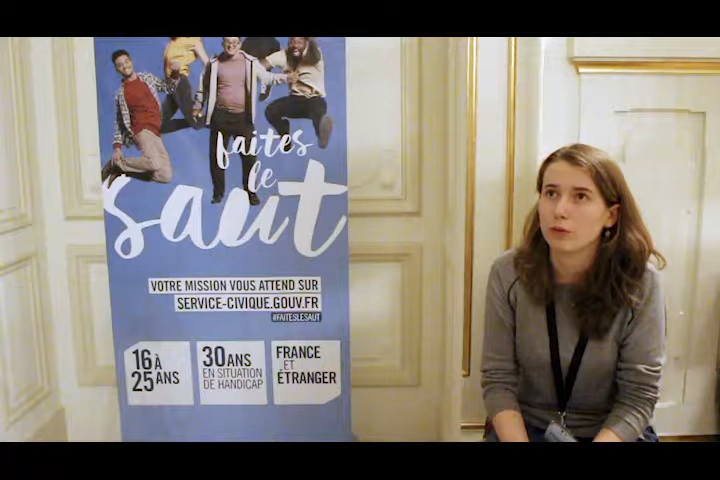 faites
le
saut
VOTRE MISSION VOUS ATTEND SUR
SERVICE-CIVIQUE.GOUV.FR
#FAITESLESAUT
16 À
25 ANS
30 ANS
EN SITUATION
DE HANDICAP
FRANCE
ET
ÉTRANGER